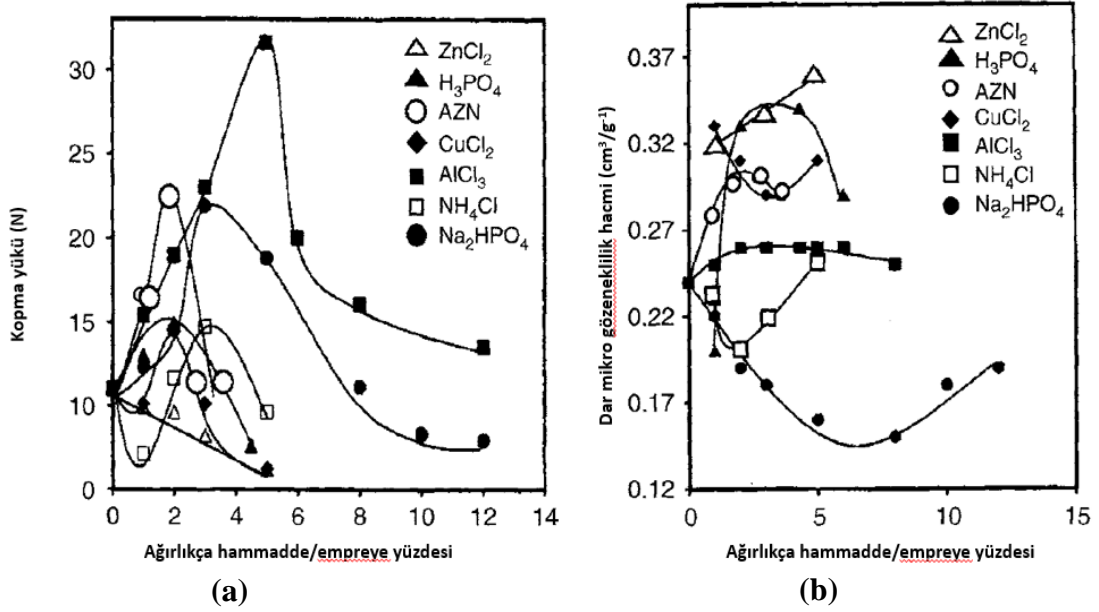 30
25
20
15
10
0
0 2 4 6 8 10 12 14
Kopma yükü (N)
Ağırlıkça hammadde/empreye yüzdesi
ZnCl₂
H₃PO₄
AZN
CuCl₂
AlCl₃
NH₄Cl
Na₂HPO₄
(a)
0.37
0.32
0.27
0.22
0.17
0.12
0 5 10 15
Dar mikro gözeneklilik hacmi (cm³/g⁻¹)
Ağırlıkça hammadde/empreye yüzdesi
ZnCl₂
H₃PO₄
AZN
CuCl₂
AlCl₃
NH₄Cl
Na₂HPO₄
(b)